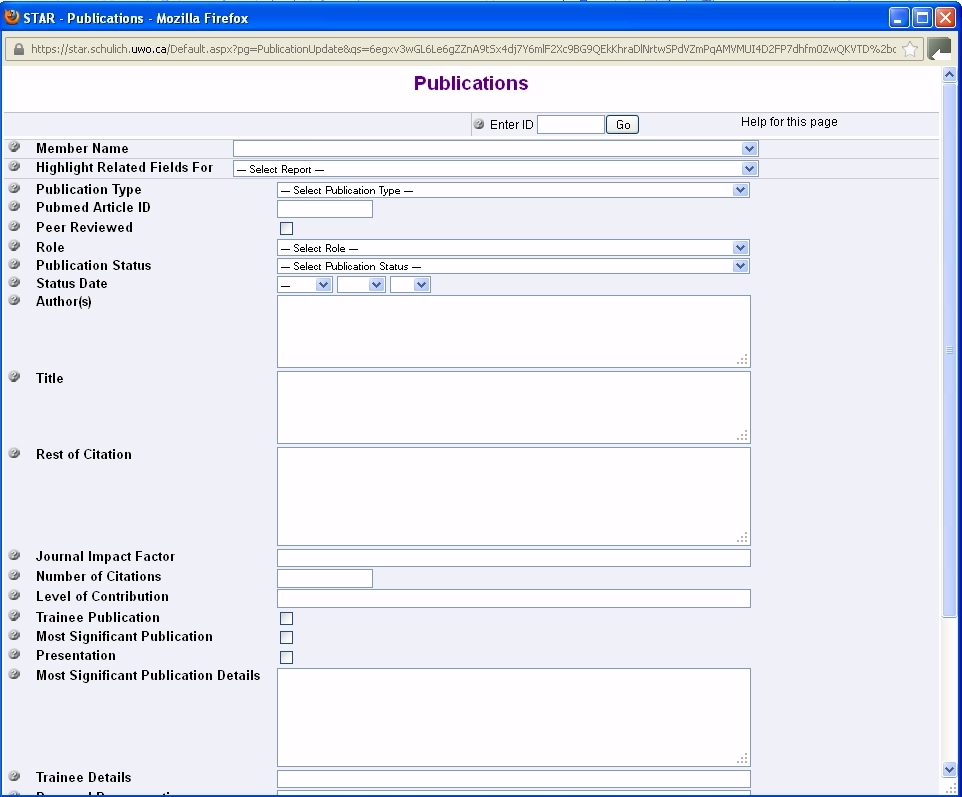 STAR - Publications - Mozilla Firefox
https://star.schulich.uwo.ca/Default.aspx?pg=PublicationUpdate&qs=6egxv3wGL6Le6gZZnA9tSx4dj7Y6mlF2Xc9BG9QEkKhraDlNrtwSPdVZmPqAMVMUI4D2FP7dhfm0ZwQKVTD%2bc
Publications
Enter ID Go Help for this page
Member Name
Highlight Related Fields For — Select Report —
Publication Type — Select Publication Type —
Pubmed Article ID
Peer Reviewed
Role — Select Role —
Publication Status — Select Publication Status —
Status Date —
Author(s)
Title
Rest of Citation
Journal Impact Factor
Number of Citations
Level of Contribution
Trainee Publication
Most Significant Publication
Presentation
Most Significant Publication Details
Trainee Details